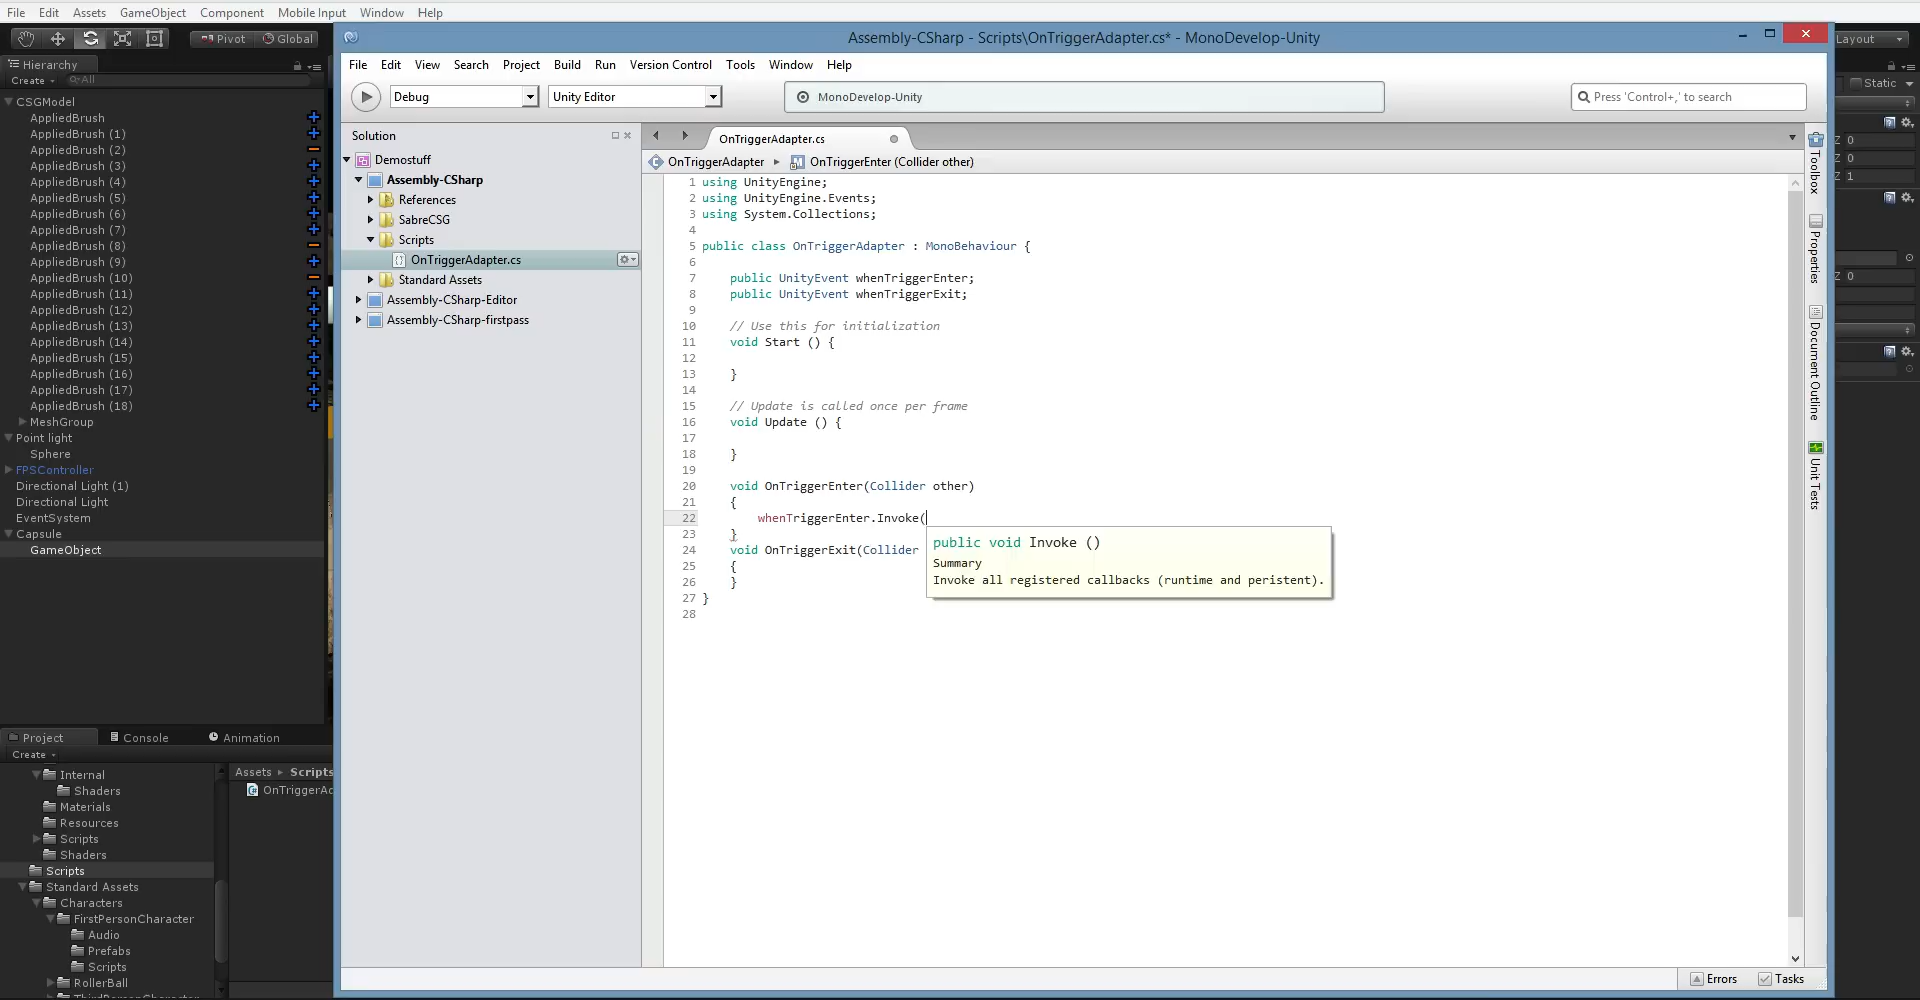 File Edit Assets GameObject Component Mobile Input Window Help
Pivot Global
Layout
Hierarchy
Create All
Static
CSGModel
AppliedBrush
AppliedBrush (1)
AppliedBrush (2)
AppliedBrush (3)
AppliedBrush (4)
AppliedBrush (5)
AppliedBrush (6)
AppliedBrush (7)
AppliedBrush (8)
AppliedBrush (9)
AppliedBrush (10)
AppliedBrush (11)
AppliedBrush (12)
AppliedBrush (13)
AppliedBrush (14)
AppliedBrush (15)
AppliedBrush (16)
AppliedBrush (17)
AppliedBrush (18)
MeshGroup
Point light
Sphere
FPSController
Directional Light (1)
Directional Light
EventSystem
Capsule
GameObject
Project Console Animation
Create
Internal
Shaders
Materials
Resources
Scripts
Shaders
Scripts
Standard Assets
Characters
FirstPersonCharacter
Audio
Prefabs
Scripts
RollerBall
ThirdPersonCharacter
Assets ▸ Scripts
OnTriggerAd
Assembly-CSharp - Scripts\OnTriggerAdapter.cs* - MonoDevelop-Unity
File Edit View Search Project Build Run Version Control Tools Window Help
Debug Unity Editor MonoDevelop-Unity Press 'Control+,' to search
Solution
Demostuff
Assembly-CSharp
References
SabreCSG
Scripts
OnTriggerAdapter.cs
Standard Assets
Assembly-CSharp-Editor
Assembly-CSharp-firstpass
OnTriggerAdapter.cs
OnTriggerAdapter ▸ OnTriggerEnter (Collider other)
1 using UnityEngine;
2 using UnityEngine.Events;
3 using System.Collections;
4
5 public class OnTriggerAdapter : MonoBehaviour {
6
7 public UnityEvent whenTriggerEnter;
8 public UnityEvent whenTriggerExit;
9
10 // Use this for initialization
11 void Start () {
12
13 }
14
15 // Update is called once per frame
16 void Update () {
17
18 }
19
20 void OnTriggerEnter(Collider other)
21 {
22 whenTriggerEnter.Invoke(
23 }
24 void OnTriggerExit(Collider
25 {
26 }
27 }
28
public void Invoke ()
Summary
Invoke all registered callbacks (runtime and peristent).
Toolbox
Properties
Document Outline
Unit Tests
Z 0
Z 0
Z 1
Z 0
Errors Tasks